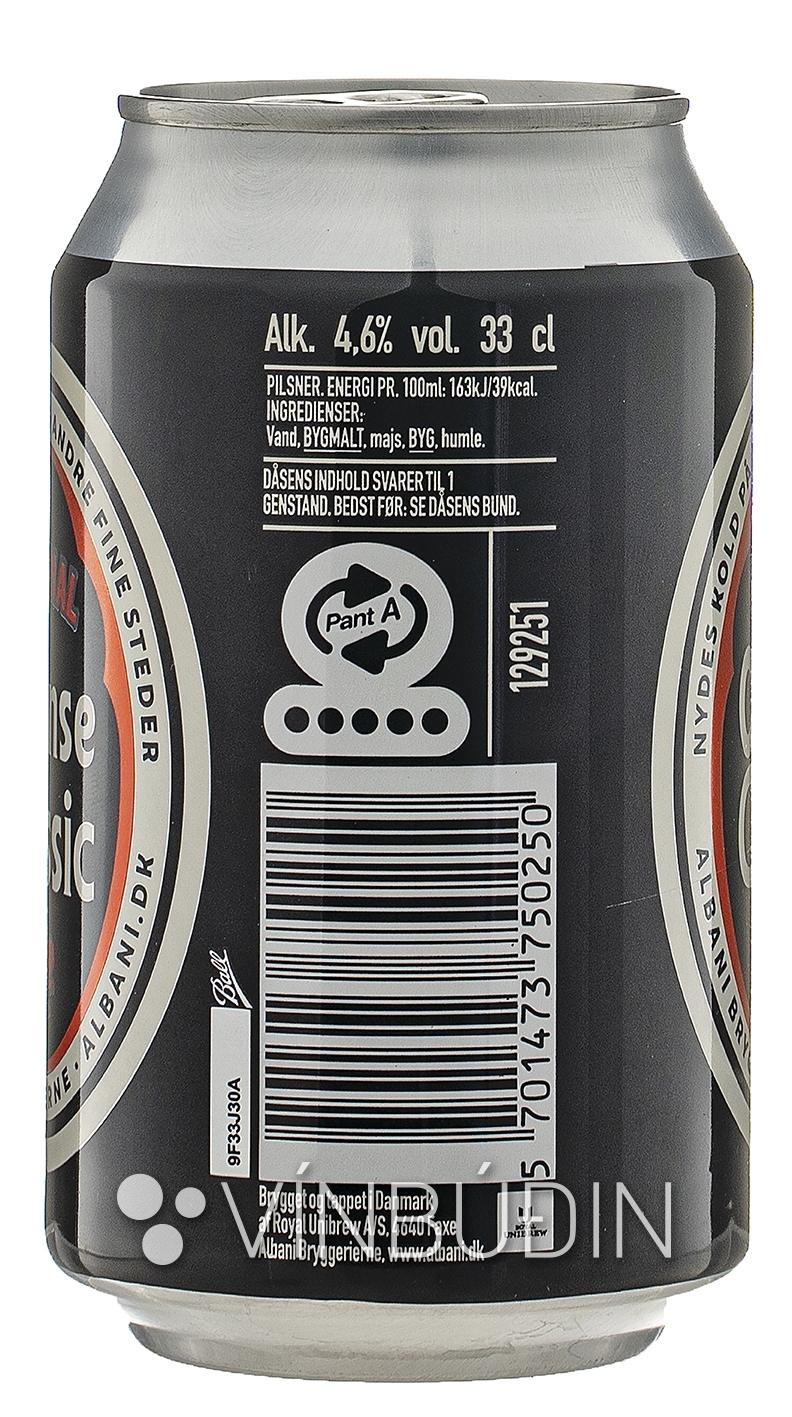 Alk. 4,6% vol. 33 cl
PILSNER. ENERGI PR. 100ml: 163kJ/39kcal.
INGREDIENSER:
Vand, BYGMALT, majs, BYG, humle.
DÅSENS INDHOLD SVARER TIL 1
GENSTAND. BEDST FØR: SE DÅSENS BUND.
Pant A
129251
5 701473 750250
Ball
9F33J30A
Brygget og tappet i Danmark
af Royal Unibrew A/S, 4640 Faxe
Albani Bryggerierne, www.albani.dk
ROYAL
UNIBREW
VÍNBÚDIN
ANDRE FINE STEDER
ALBANI.DK
NYDES KOLD PÅ
ALBANI